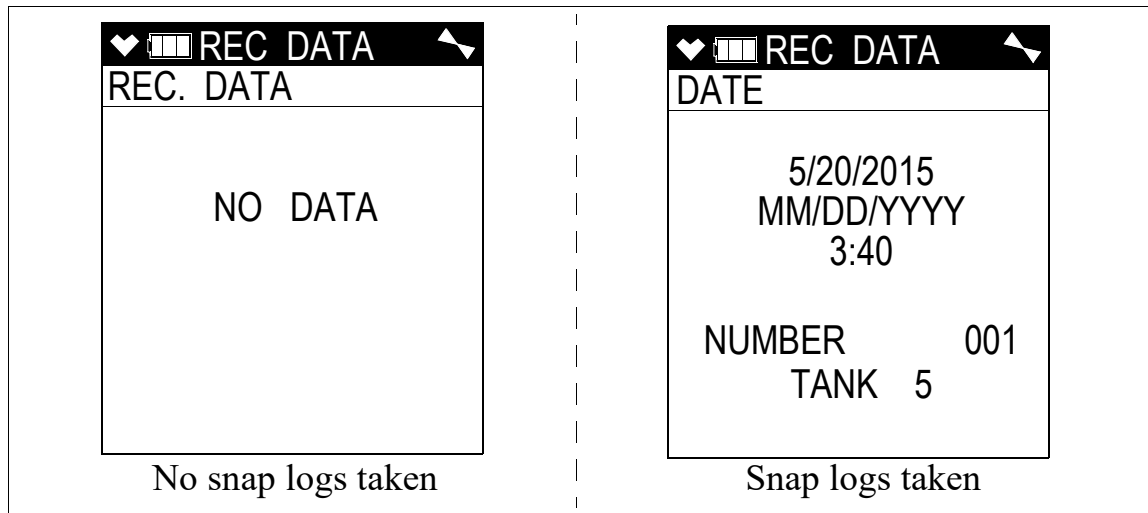 REC DATA
REC. DATA
NO DATA
No snap logs taken
REC DATA
DATE
5/20/2015
MM/DD/YYYY
3:40
NUMBER 001
TANK 5
Snap logs taken